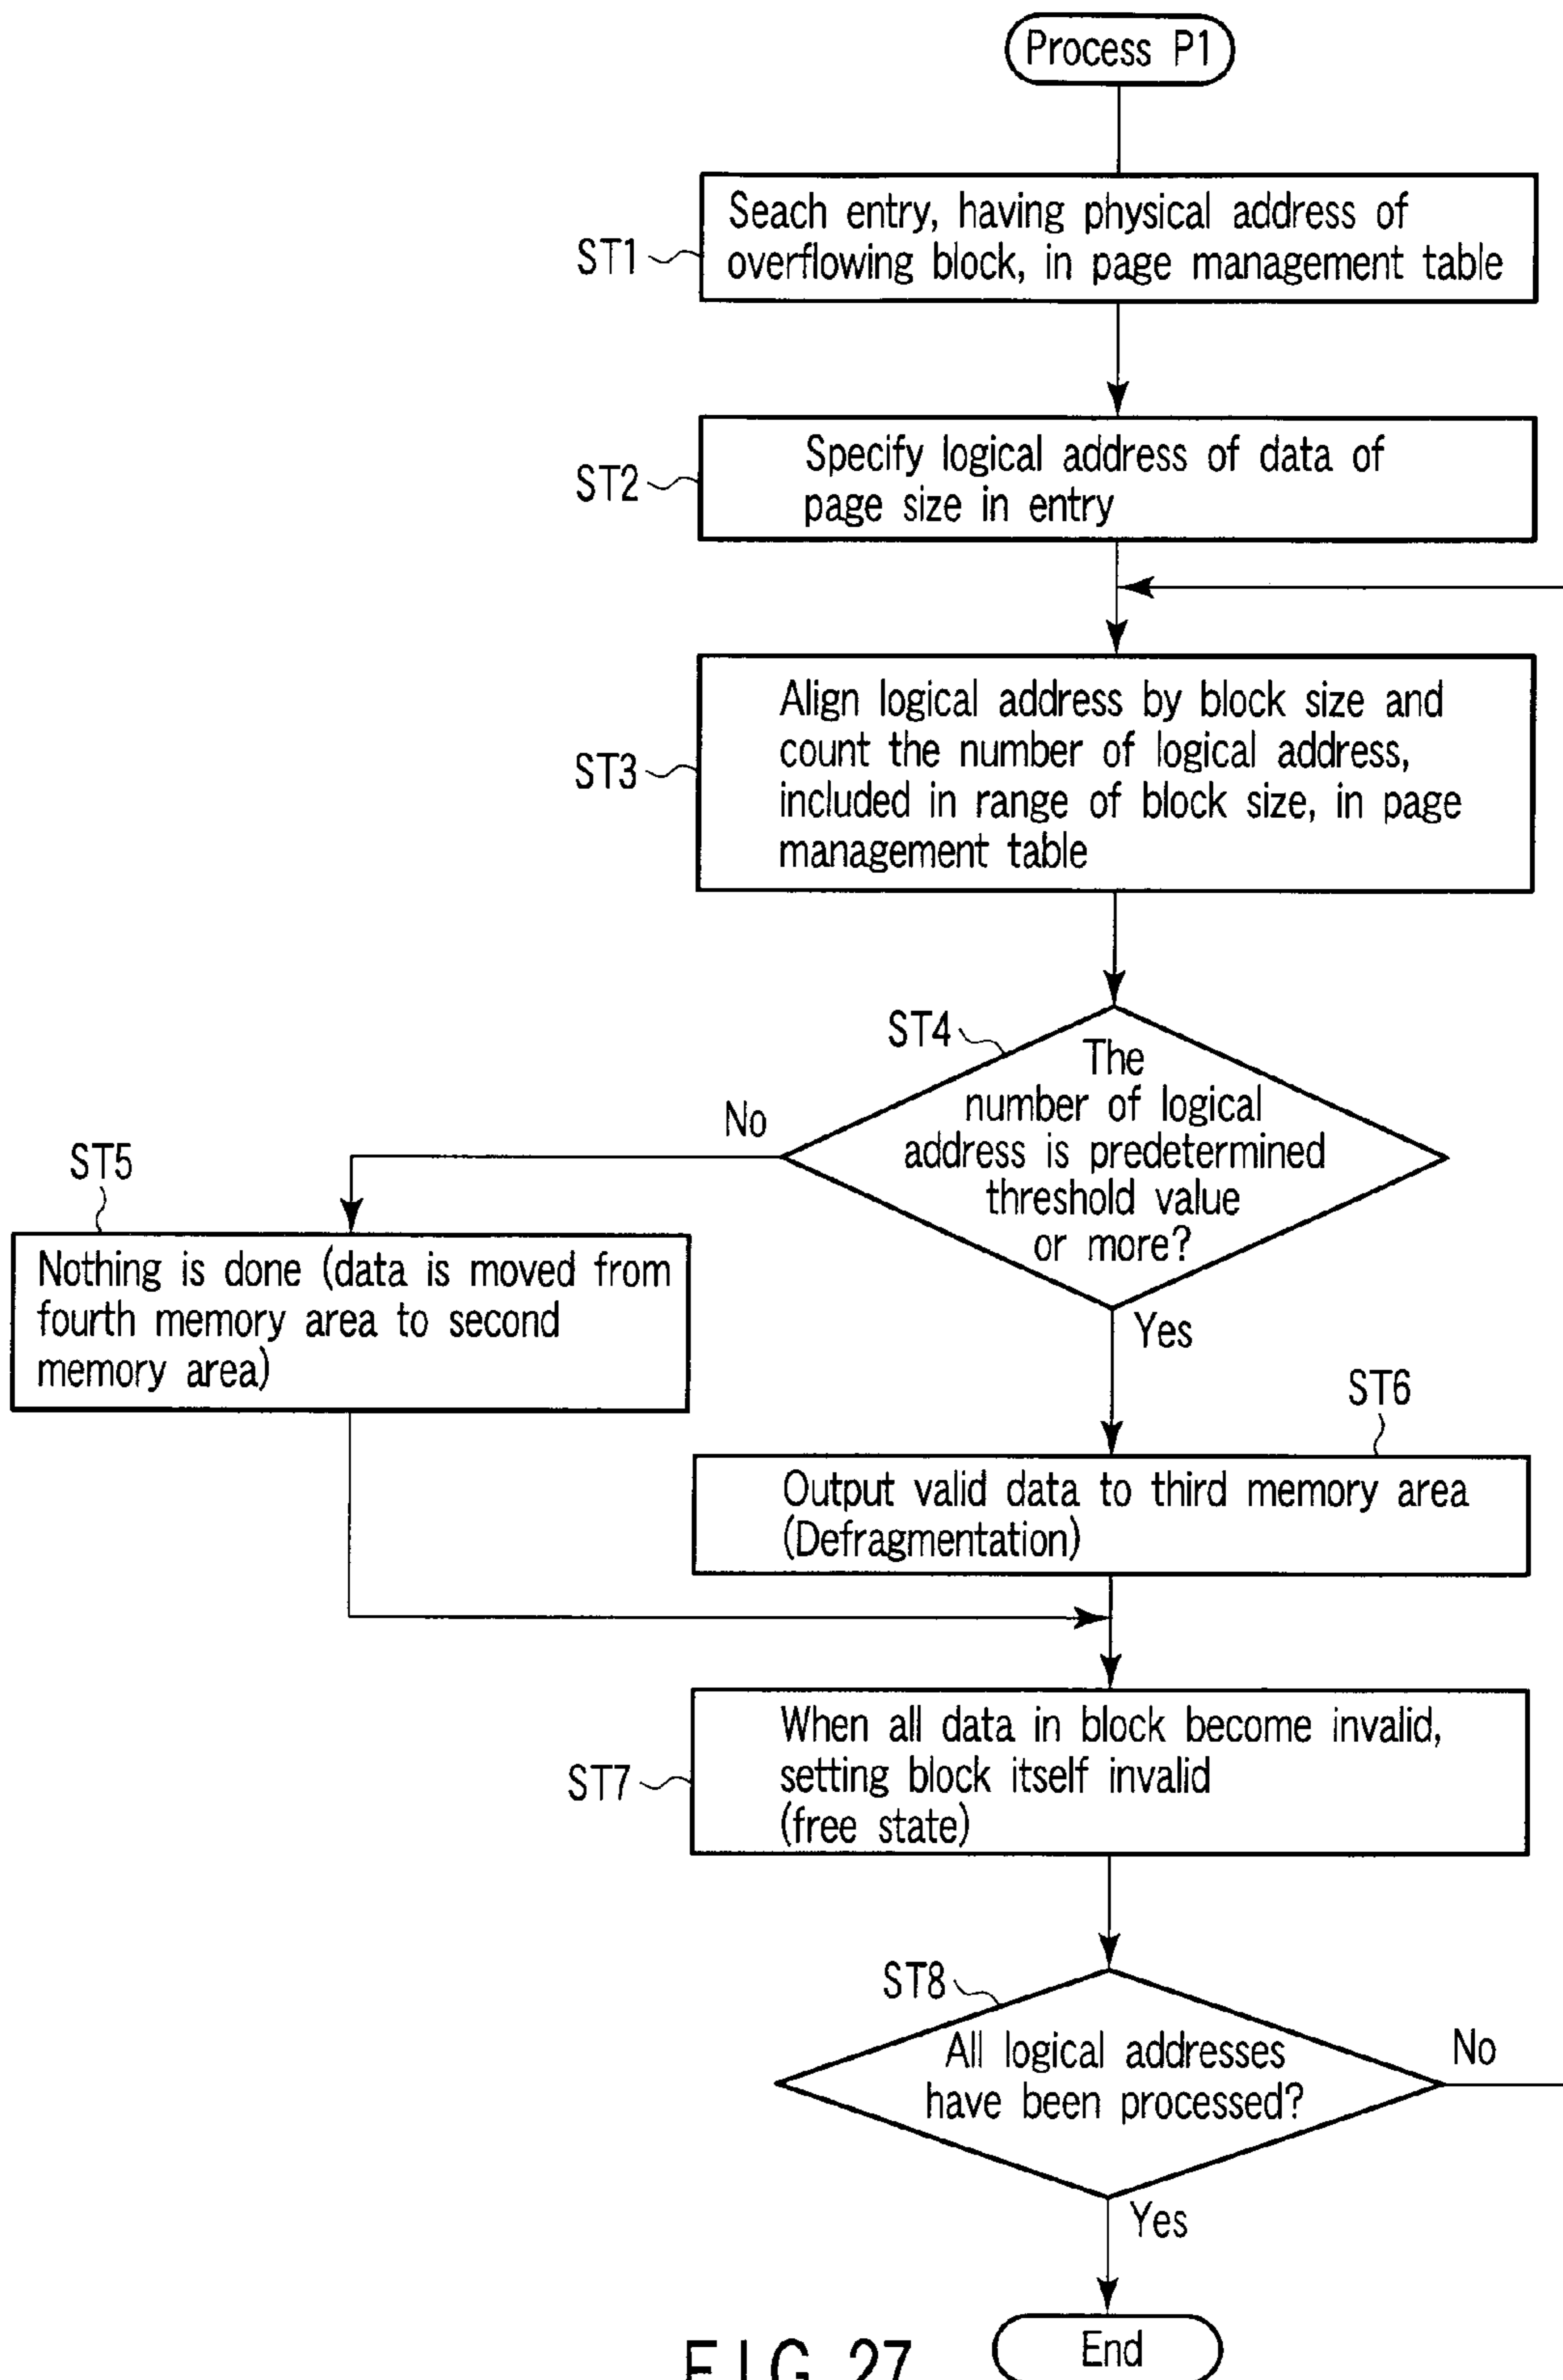 Process P1
ST1
Seach entry, having physical address of
overflowing block, in page management table
ST2
Specify logical address of data of
page size in entry
ST3
Align logical address by block size and
count the number of logical address,
included in range of block size, in page
management table
ST4
The
number of logical
address is predetermined
threshold value
or more?
No
Yes
ST5
Nothing is done (data is moved from
fourth memory area to second
memory area)
ST6
Output valid data to third memory area
(Defragmentation)
ST7
When all data in block become invalid,
setting block itself invalid
(free state)
ST8
All logical addresses
have been processed?
No
Yes
End
FIG. 27